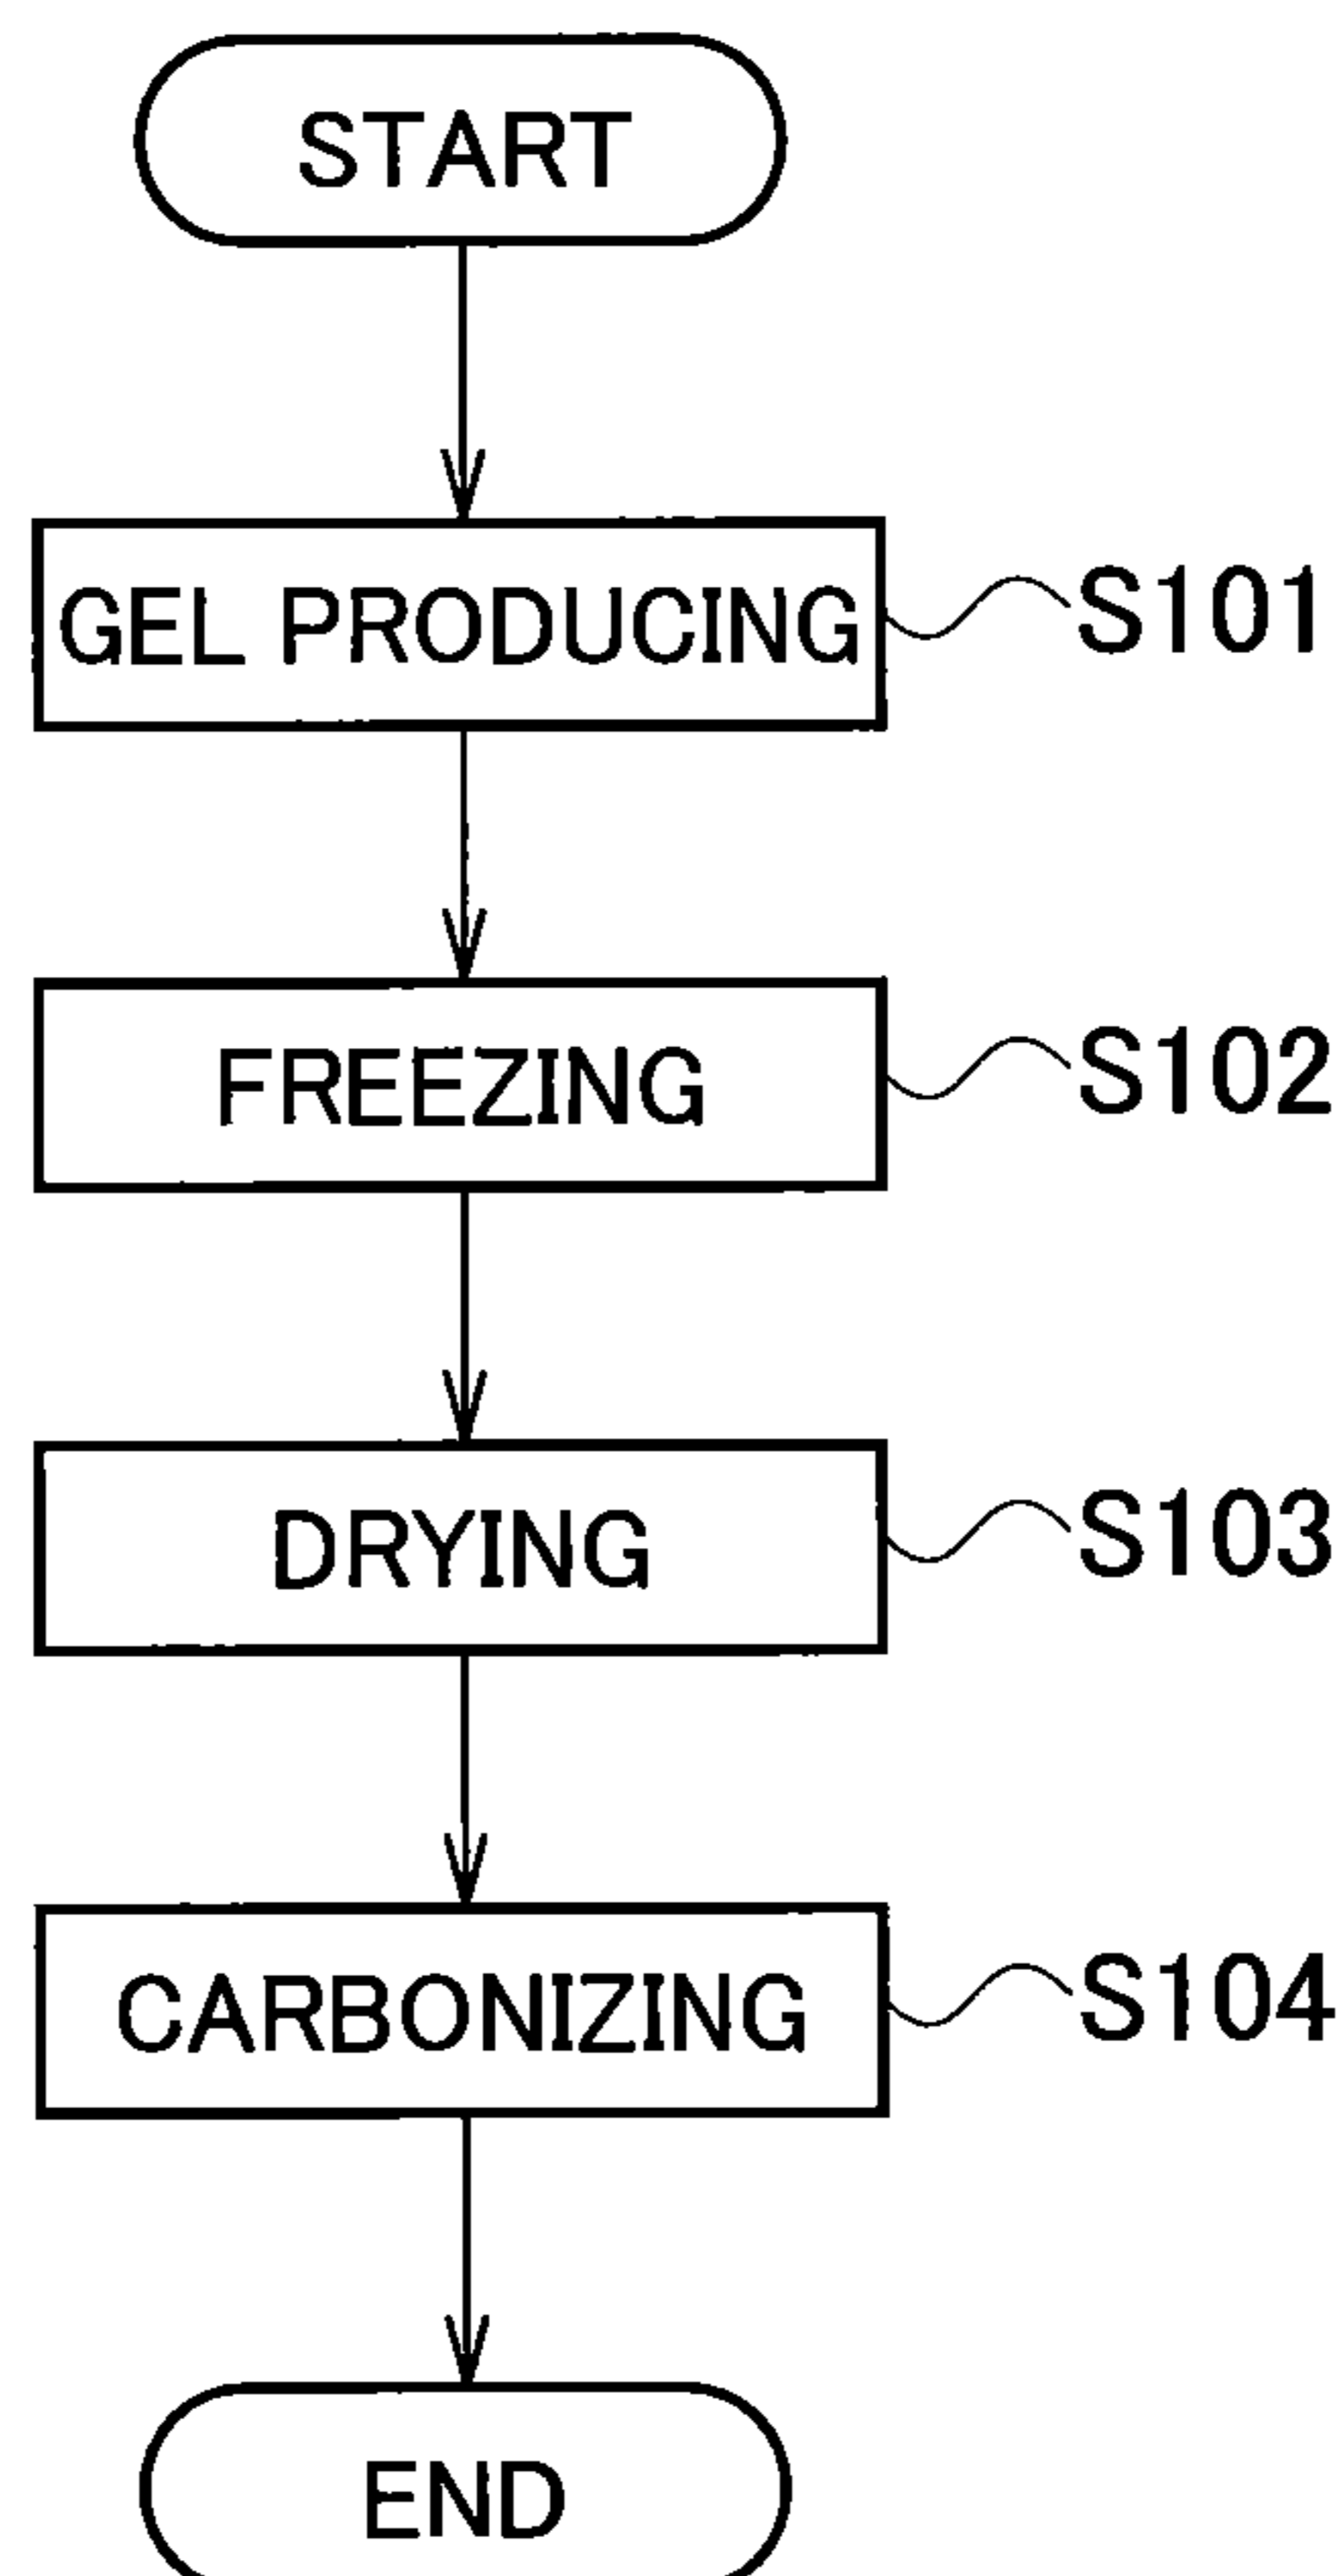 START
GEL PRODUCING S101
FREEZING S102
DRYING S103
CARBONIZING S104
END